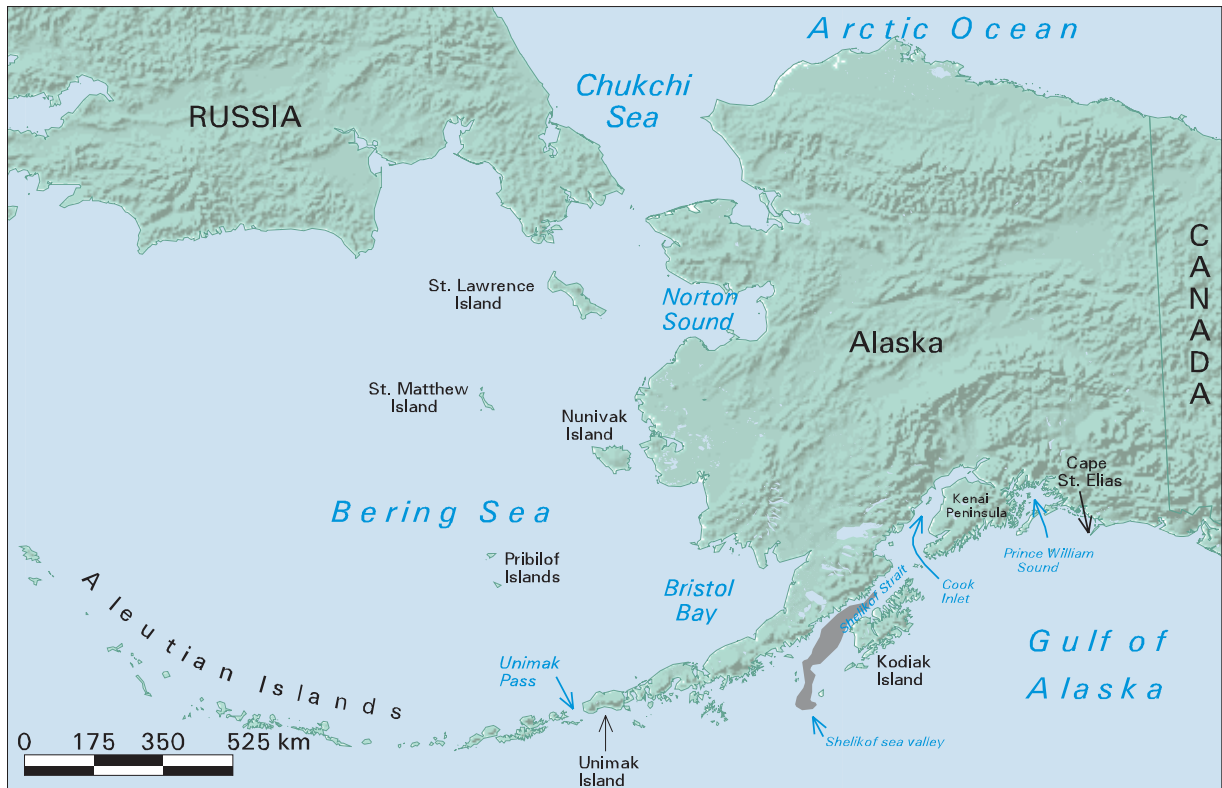 Arctic Ocean
Chukchi
Sea
RUSSIA
CANADA
St. Lawrence
Island
Norton
Sound
Alaska
St. Matthew
Island
Nunivak
Island
Cape
St. Elias
Kenai
Peninsula
Bering Sea
Prince William
Sound
Pribilof
Islands
Bristol
Bay
Shelikof Strait
Cook
Inlet
Aleutian Islands
Gulf of
Alaska
Unimak
Pass
Kodiak
Island
Shelikof sea valley
0 175 350 525 km
Unimak
Island